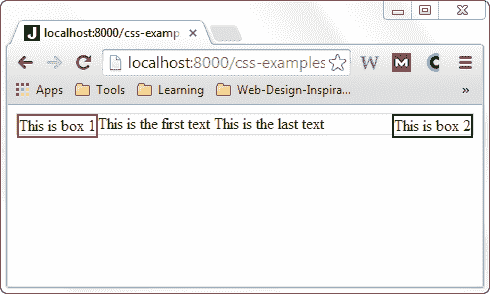 localhost:8000/css-examp
localhost:8000/css-examples
Apps Tools Learning Web-Design-Inspira... »
This is box 1 This is the first text This is the last text This is box 2